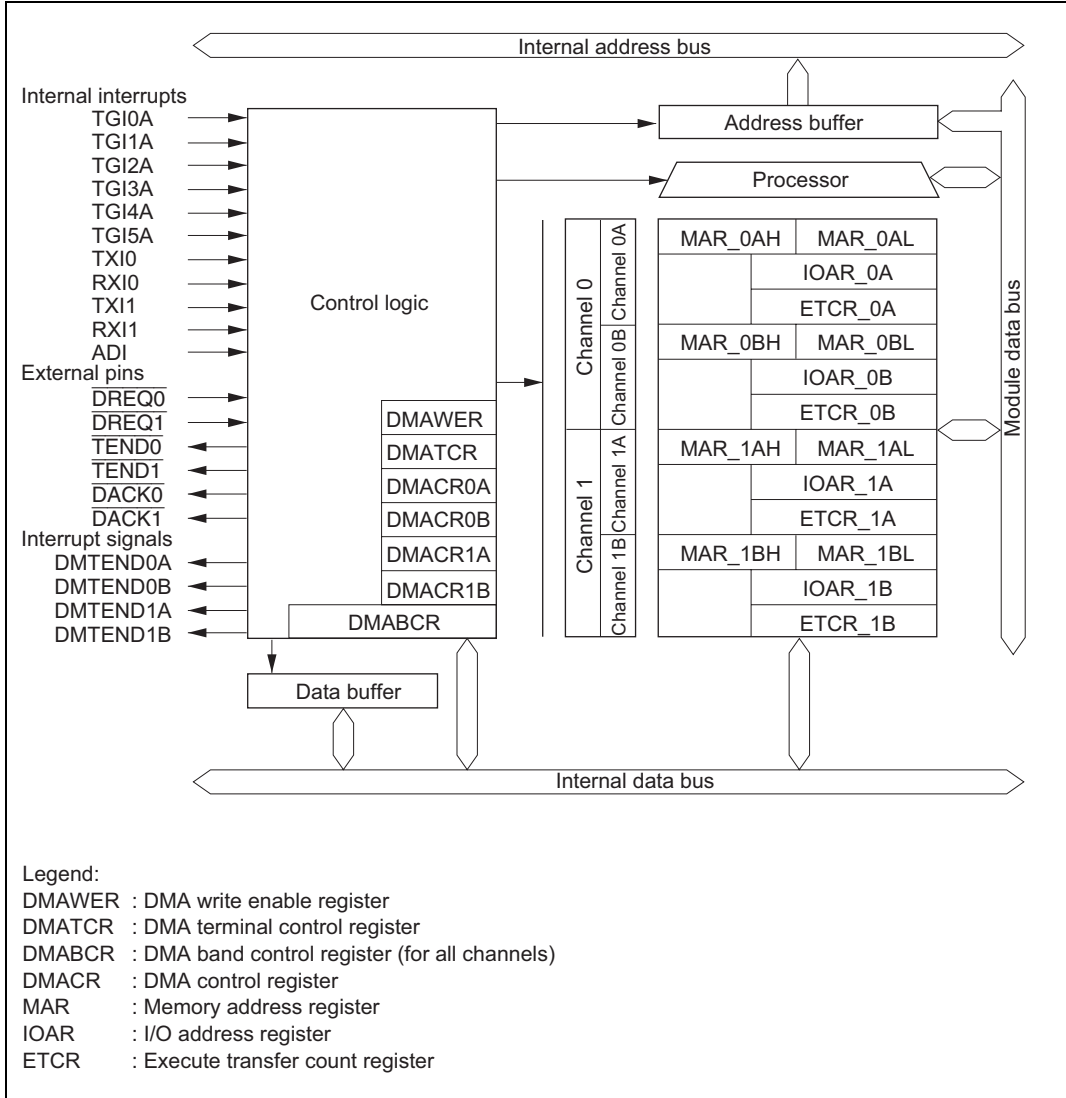 Internal address bus
Internal interrupts
TGI0A
TGI1A
TGI2A
TGI3A
TGI4A
TGI5A
TXI0
RXI0
TXI1
RXI1
ADI
External pins
DREQ0
DREQ1
TEND0
TEND1
DACK0
DACK1
Interrupt signals
DMTEND0A
DMTEND0B
DMTEND1A
DMTEND1B
Control logic
DMAWER
DMATCR
DMACR0A
DMACR0B
DMACR1A
DMACR1B
DMABCR
Data buffer
Address buffer
Processor
Channel 0
Channel 0A
Channel 0B
Channel 1
Channel 1A
Channel 1B
MAR_0AH MAR_0AL
IOAR_0A
ETCR_0A
MAR_0BH MAR_0BL
IOAR_0B
ETCR_0B
MAR_1AH MAR_1AL
IOAR_1A
ETCR_1A
MAR_1BH MAR_1BL
IOAR_1B
ETCR_1B
Module data bus
Internal data bus
Legend:
DMAWER : DMA write enable register
DMATCR : DMA terminal control register
DMABCR : DMA band control register (for all channels)
DMACR : DMA control register
MAR : Memory address register
IOAR : I/O address register
ETCR : Execute transfer count register